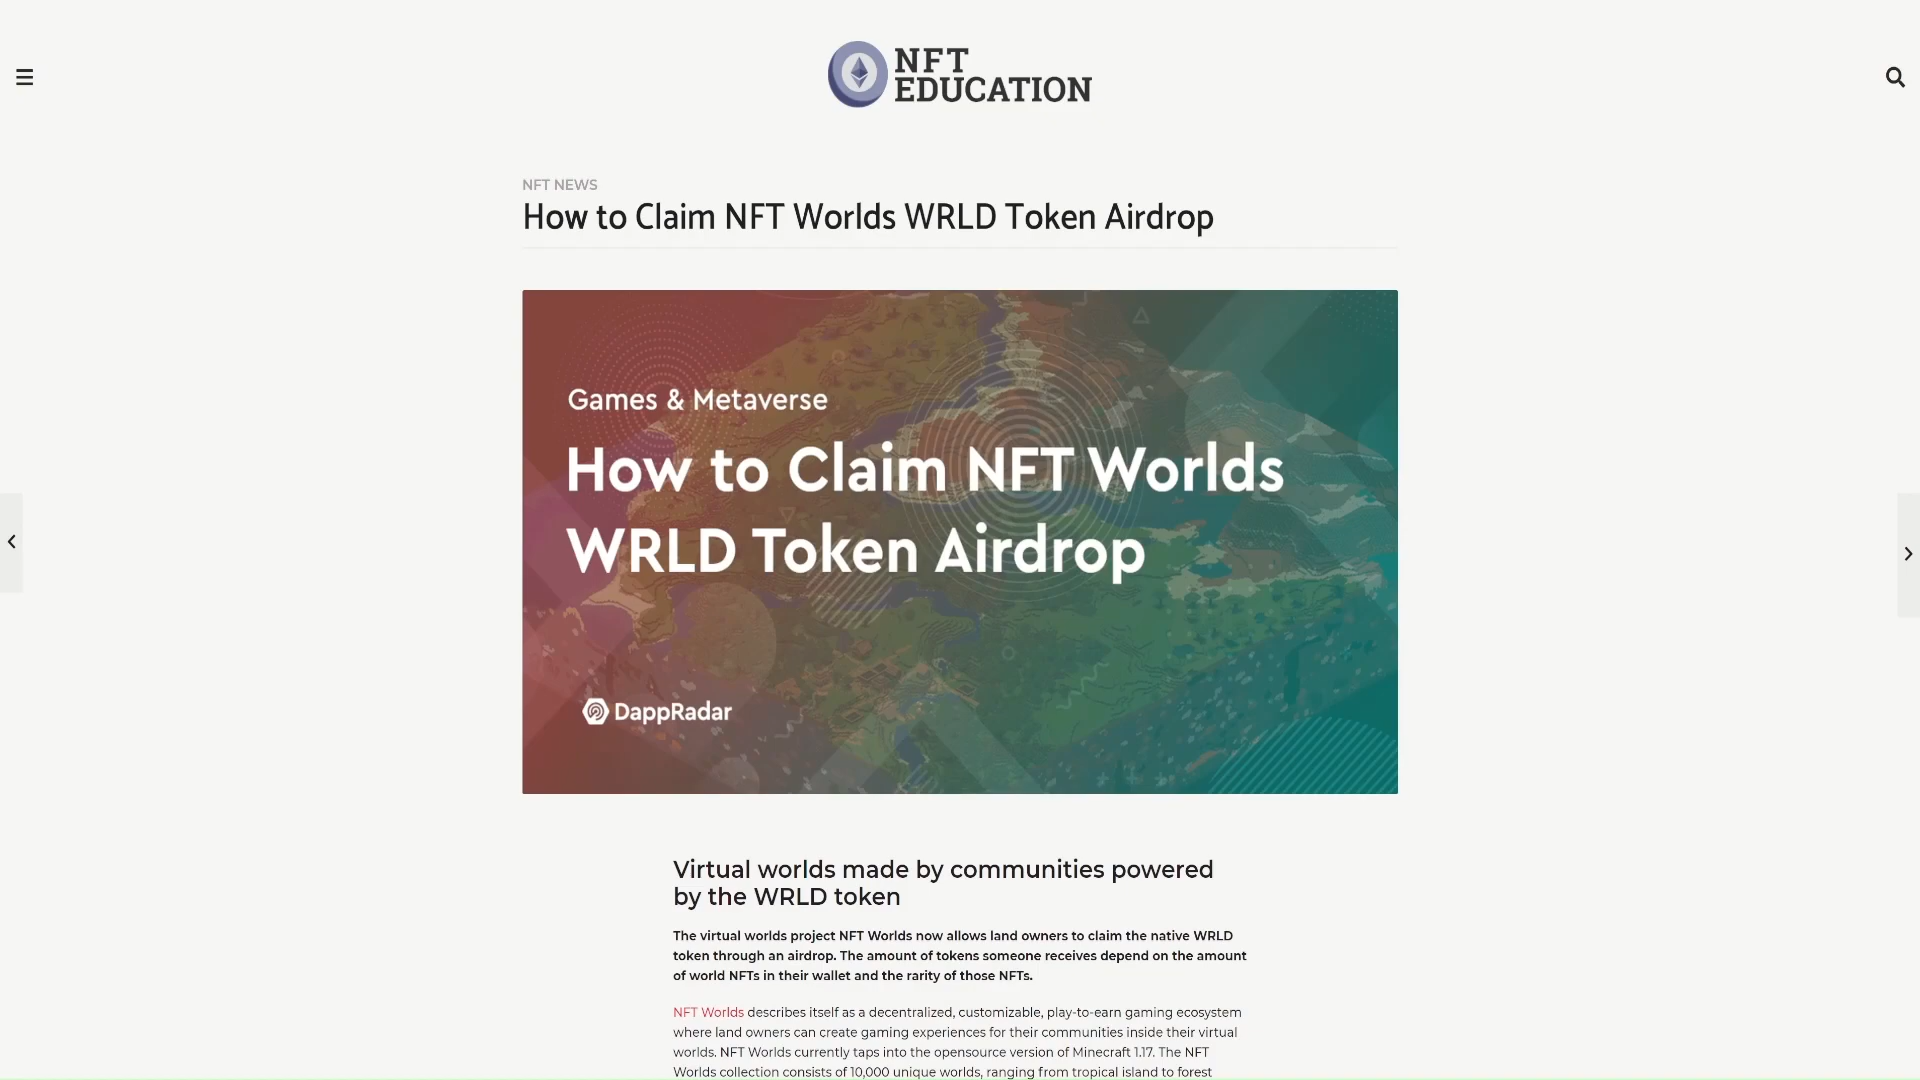 NFT
EDUCATION
NFT NEWS
How to Claim NFT Worlds WRLD Token Airdrop
Games & Metaverse
How to Claim NFT Worlds
WRLD Token Airdrop
DappRadar
Virtual worlds made by communities powered
by the WRLD token
The virtual worlds project NFT Worlds now allows land owners to claim the native WRLD
token through an airdrop. The amount of tokens someone receives depend on the amount
of world NFTs in their wallet and the rarity of those NFTs.
NFT Worlds describes itself as a decentralized, customizable, play-to-earn gaming ecosystem
where land owners can create gaming experiences for their communities inside their virtual
worlds. NFT Worlds currently taps into the opensource version of Minecraft 1.17. The NFT
Worlds collection consists of 10,000 unique worlds, ranging from tropical island to forest